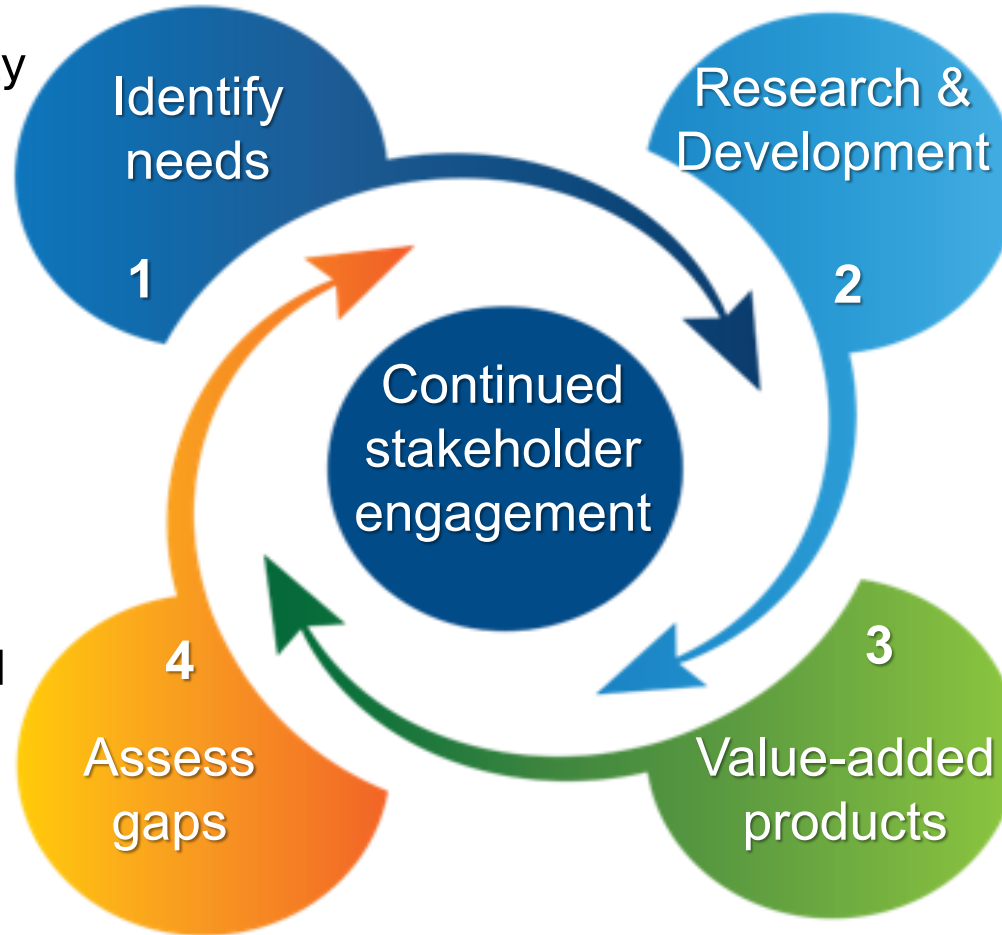 y
Identify
needs
1
Research &
Development
2
Continued
stakeholder
engagement
3
Value-added
products
4
Assess
gaps